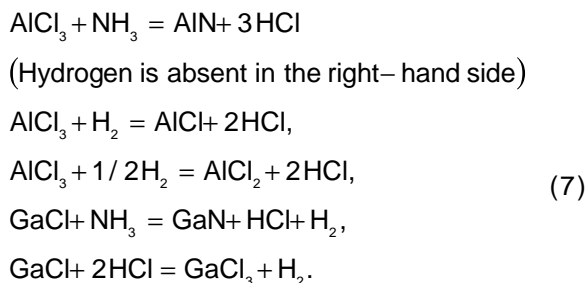 AlCl₃ + NH₃ = AlN + 3HCl
(Hydrogen is absent in the right– hand side)
AlCl₃ + H₂ = AlCl + 2HCl,
AlCl₃ + 1/ 2H₂ = AlCl₂ + 2HCl,
(7)
GaCl + NH₃ = GaN + HCl + H₂,
GaCl + 2HCl = GaCl₃ + H₂.